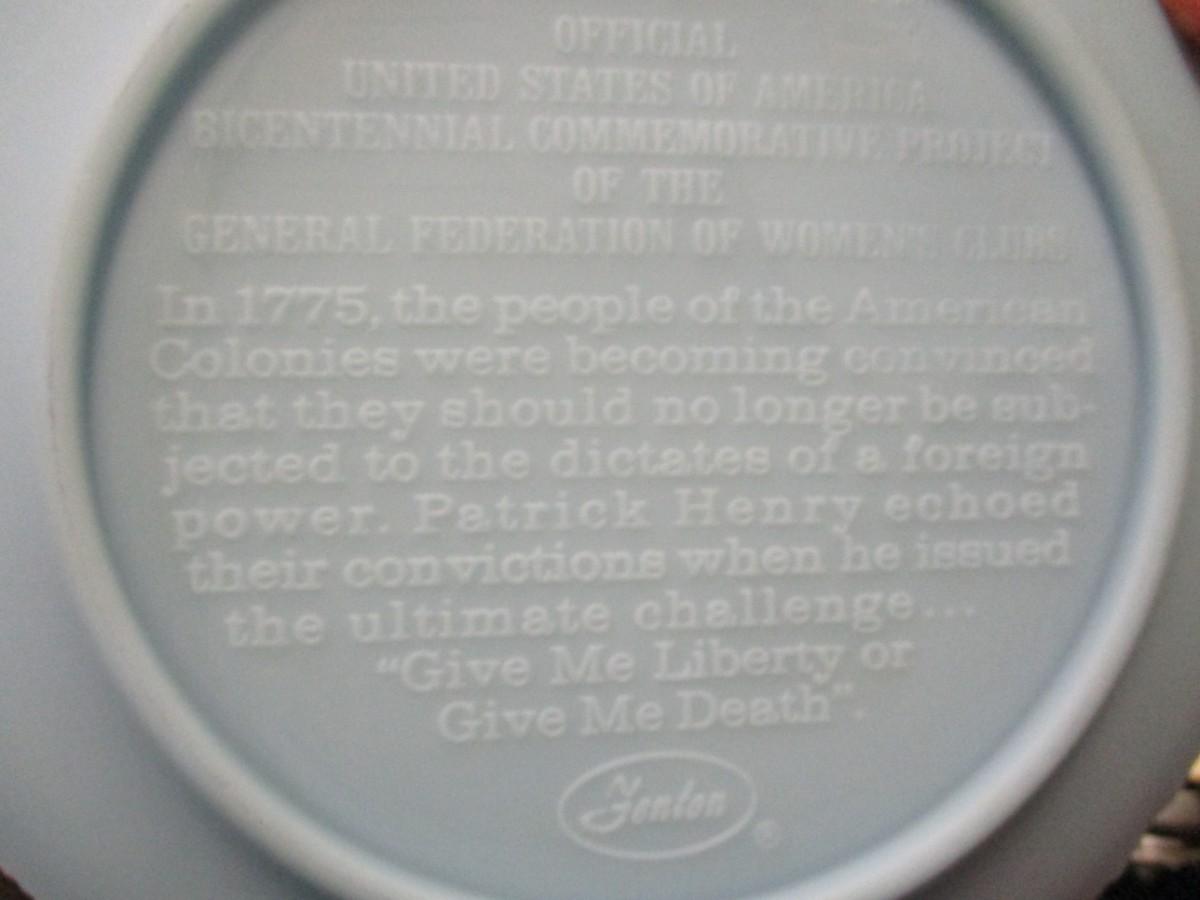 OFFICIAL
UNITED STATES OF AMERICA
BICENTENNIAL COMMEMORATIVE PROJECT
OF THE
GENERAL FEDERATION OF WOMEN'S CLUBS
In 1775, the people of the American
Colonies were becoming convinced
that they should no longer be sub-
jected to the dictates of a foreign
power. Patrick Henry echoed
their convictions when he issued
the ultimate challenge...
"Give Me Liberty or
Give Me Death".
Fenton ®